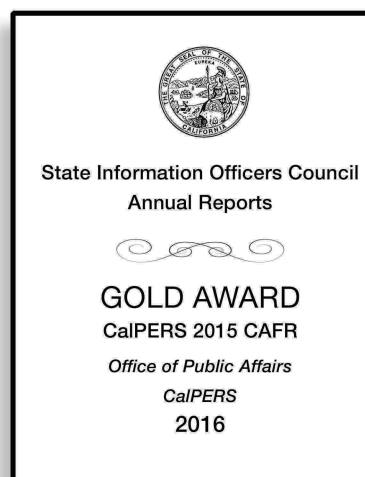 THE GREAT SEAL OF THE STATE OF CALIFORNIA
EUREKA
State Information Officers Council
Annual Reports
GOLD AWARD
CalPERS 2015 CAFR
Office of Public Affairs
CalPERS
2016